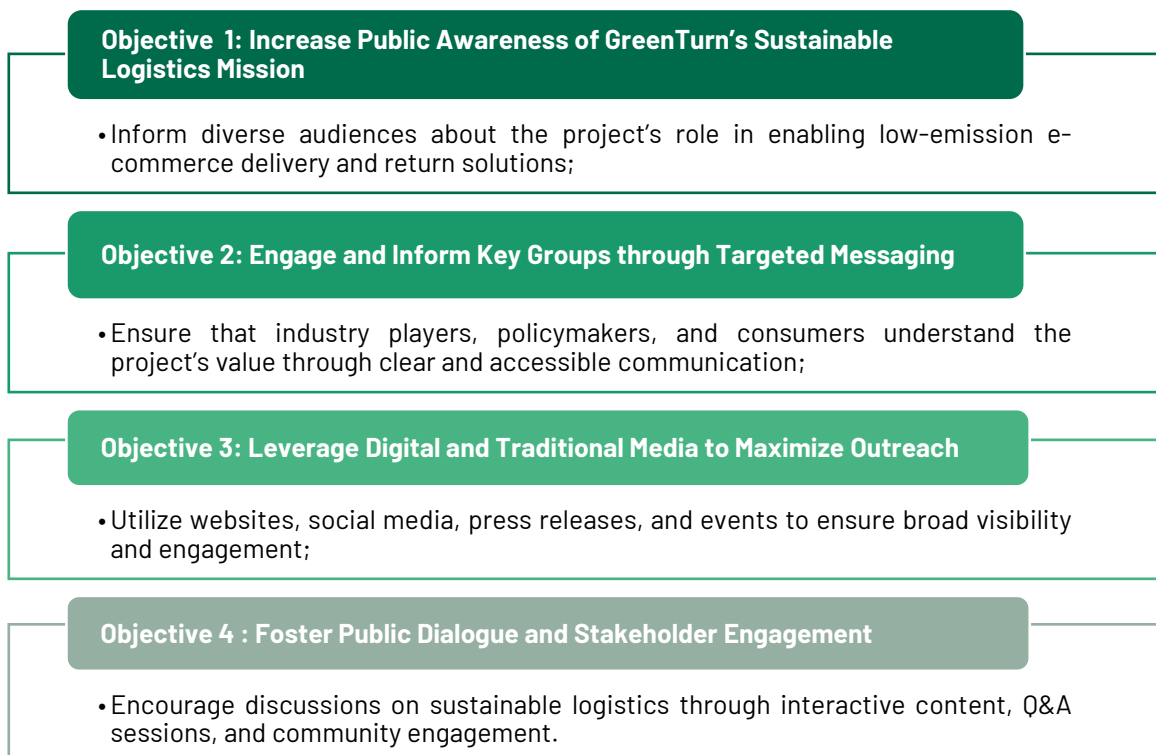 Objective 1: Increase Public Awareness of GreenTurn's Sustainable
Logistics Mission
• Inform diverse audiences about the project's role in enabling low-emission e-
commerce delivery and return solutions;
Objective 2: Engage and Inform Key Groups through Targeted Messaging
• Ensure that industry players, policymakers, and consumers understand the
project's value through clear and accessible communication;
Objective 3: Leverage Digital and Traditional Media to Maximize Outreach
• Utilize websites, social media, press releases, and events to ensure broad visibility
and engagement;
Objective 4 : Foster Public Dialogue and Stakeholder Engagement
• Encourage discussions on sustainable logistics through interactive content, Q&A
sessions, and community engagement.